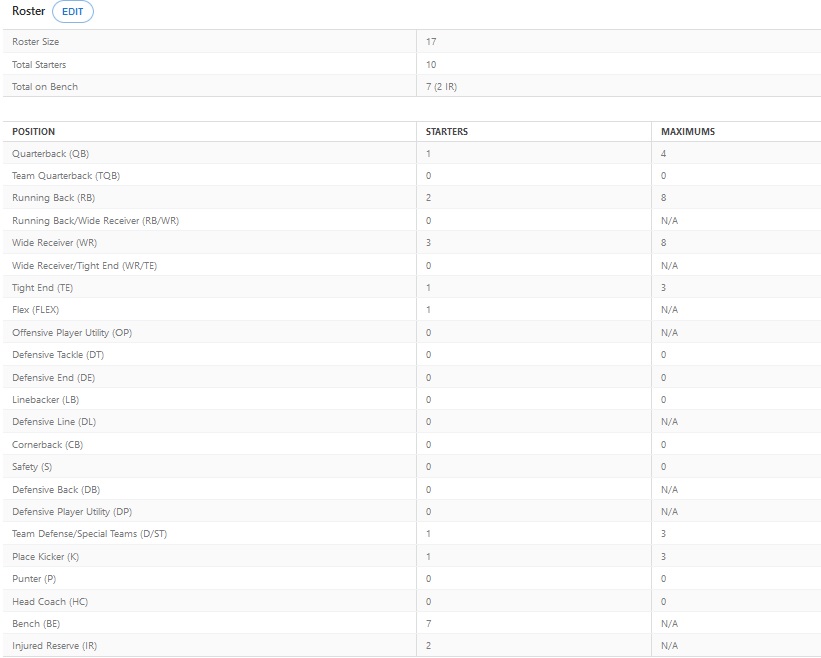 Roster EDIT
Roster Size 17
Total Starters 10
Total on Bench 7 (2 IR)
POSITION STARTERS MAXIMUMS
Quarterback (QB) 1 4
Team Quarterback (TQB) 0 0
Running Back (RB) 2 8
Running Back/Wide Receiver (RB/WR) 0 N/A
Wide Receiver (WR) 3 8
Wide Receiver/Tight End (WR/TE) 0 N/A
Tight End (TE) 1 3
Flex (FLEX) 1 N/A
Offensive Player Utility (OP) 0 N/A
Defensive Tackle (DT) 0 0
Defensive End (DE) 0 0
Linebacker (LB) 0 0
Defensive Line (DL) 0 N/A
Cornerback (CB) 0 0
Safety (S) 0 0
Defensive Back (DB) 0 N/A
Defensive Player Utility (DP) 0 N/A
Team Defense/Special Teams (D/ST) 1 3
Place Kicker (K) 1 3
Punter (P) 0 0
Head Coach (HC) 0 0
Bench (BE) 7 N/A
Injured Reserve (IR) 2 N/A